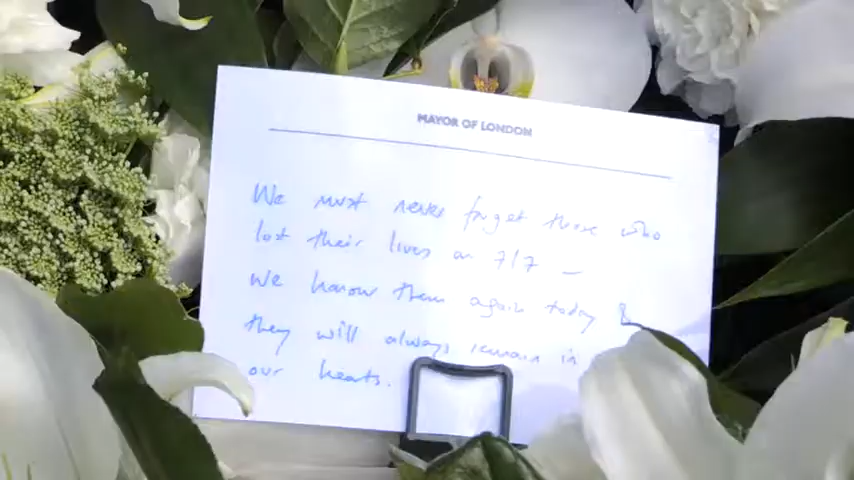 MAYOR OF LONDON
We must never forget those who
lost their lives on 7/7 –
We honour them again today &
they will always remain in
our hearts.